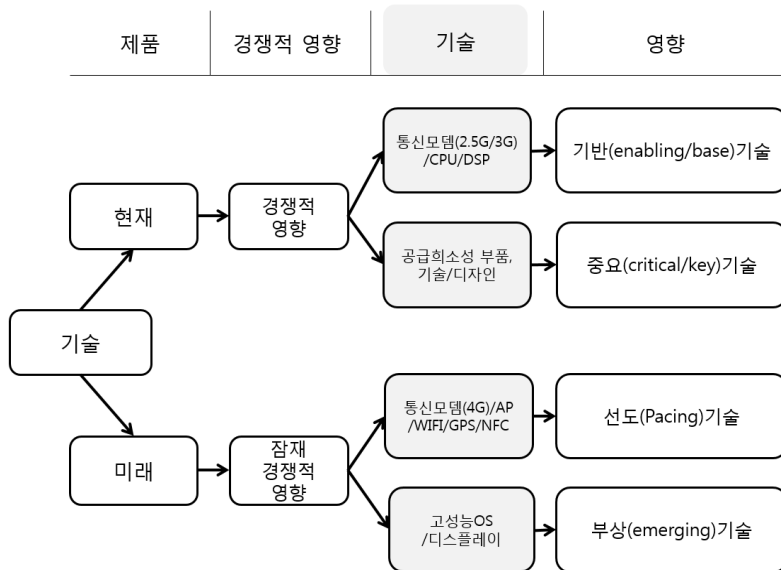 제품
경쟁적 영향
기술
영향
통신모뎀(2.5G/3G)
/CPU/DSP
기반(enabling/base)기술
현재
경쟁적
영향
공급희소성 부품,
기술/디자인
중요(critical/key)기술
기술
통신모뎀(4G)/AP
/WIFI/GPS/NFC
선도(Pacing)기술
미래
잠재
경쟁적
영향
고성능OS
/디스플레이
부상(emerging)기술